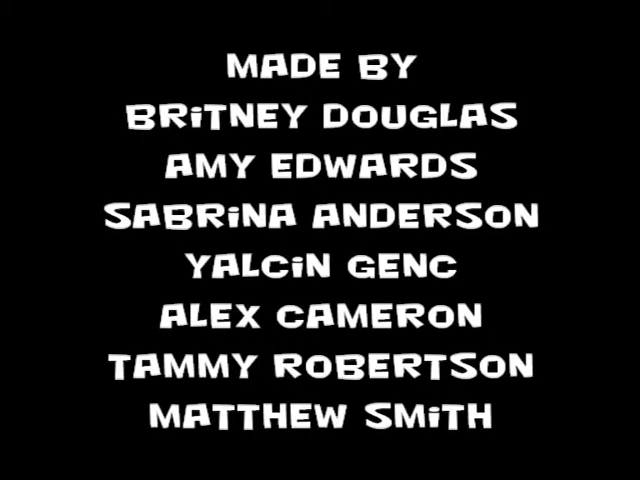 MADE BY
BRiTNEY DOUGLAS
AMY EDWARDS
SABRiNA ANDERSON
YALCiN GENC
ALEX CAMERON
TAMMY ROBERTSON
MATTHEW SMiTH